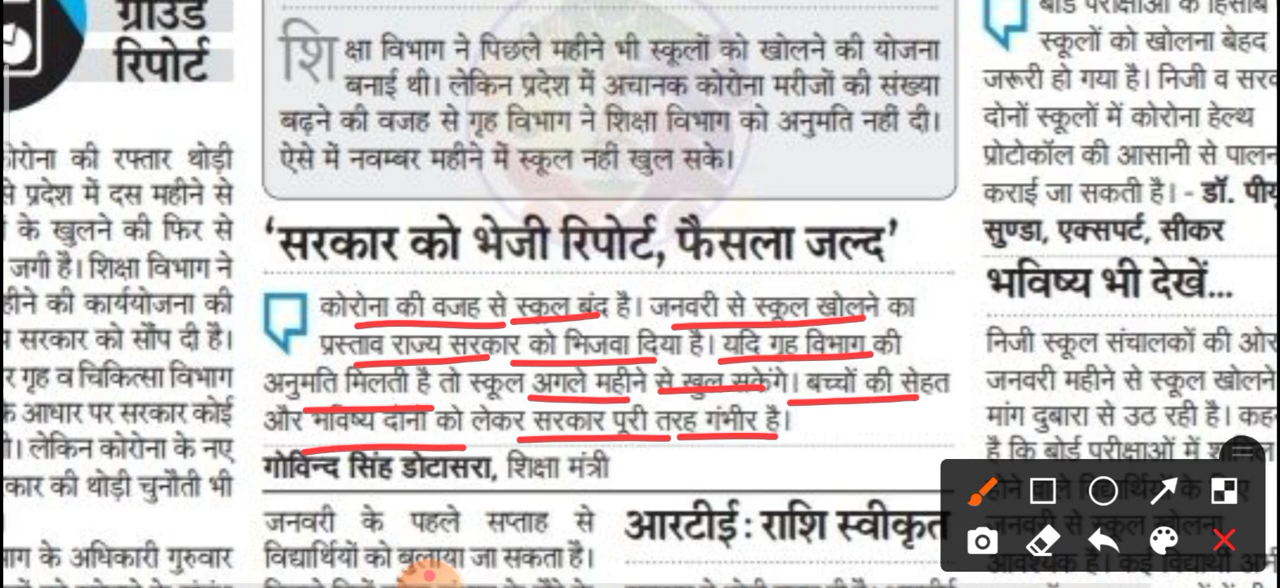 ग्राउंड
रिपोर्ट
की रफ्तार थोड़ी
प्रदेश में दस महीने से
के खुलने की फिर से
जगी है। शिक्षा विभाग ने
की कार्ययोजना की
सरकार को सौंप दी है।
गृह व चिकित्सा विभाग
आधार पर सरकार कोई
लेकिन कोरोना के नए
की थोड़ी चुनौती भी
के अधिकारी गुरुवार
शिक्षा विभाग ने पिछले महीने भी स्कूलों को खोलने की योजना
बनाई थी। लेकिन प्रदेश में अचानक कोरोना मरीजों की संख्या
बढ़ने की वजह से गृह विभाग ने शिक्षा विभाग को अनुमति नहीं दी।
ऐसे में नवम्बर महीने में स्कूल नहीं खुल सके।
‘सरकार को भेजी रिपोर्ट, फैसला जल्द’
कोरोना की वजह से स्कूल बंद है। जनवरी से स्कूल खोलने का
प्रस्ताव राज्य सरकार को भिजवा दिया है। यदि गृह विभाग की
अनुमति मिलती है तो स्कूल अगले महीने से खुल सकेंगे। बच्चों की सेहत
और भविष्य दोनों को लेकर सरकार पूरी तरह गंभीर है।
गोविन्द सिंह डोटासरा, शिक्षा मंत्री
जनवरी के पहले सप्ताह से
विद्यार्थियों को बुलाया जा सकता है।
आरटीई : राशि स्वीकृत
बोर्ड परीक्षाओं के हिसाब
स्कूलों को खोलना बेहद
जरूरी हो गया है। निजी व
दोनों स्कूलों में कोरोना हेल्थ
प्रोटोकॉल की आसानी से
कराई जा सकती है। - डॉ.
सुण्डा, एक्सपर्ट, सीकर
भविष्य भी देखें...
निजी स्कूल संचालकों की
जनवरी महीने से स्कूल
मांग दुबारा से उठ रही है।
है कि बोर्ड परीक्षाओं में
जनवरी से स्कूल खोलना
आवश्यक है। कई विद्यार्थी